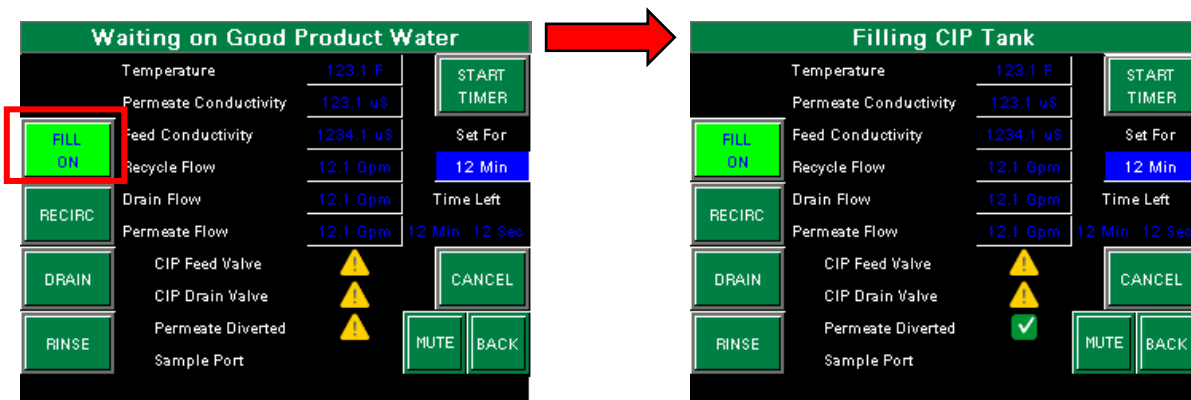 Waiting on Good Product Water
Temperature 123.1 F
START
TIMER
Permeate Conductivity 123.1 uS
FILL
ON
Feed Conductivity 1234.1 uS
Set For
Recycle Flow 12.1 Gpm
12 Min
RECIRC
Drain Flow 12.1 Gpm
Time Left
Permeate Flow 12.1 Gpm
12 Min 12 Sec
DRAIN
CIP Feed Valve
CANCEL
CIP Drain Valve
RINSE
Permeate Diverted
MUTE
BACK
Sample Port
Filling CIP Tank
Temperature 123.1 F
START
TIMER
Permeate Conductivity 123.1 uS
FILL
ON
Feed Conductivity 1234.1 uS
Set For
Recycle Flow 12.1 Gpm
12 Min
RECIRC
Drain Flow 12.1 Gpm
Time Left
Permeate Flow 12.1 Gpm
12 Min 12 Sec
DRAIN
CIP Feed Valve
CANCEL
CIP Drain Valve
RINSE
Permeate Diverted
MUTE
BACK
Sample Port